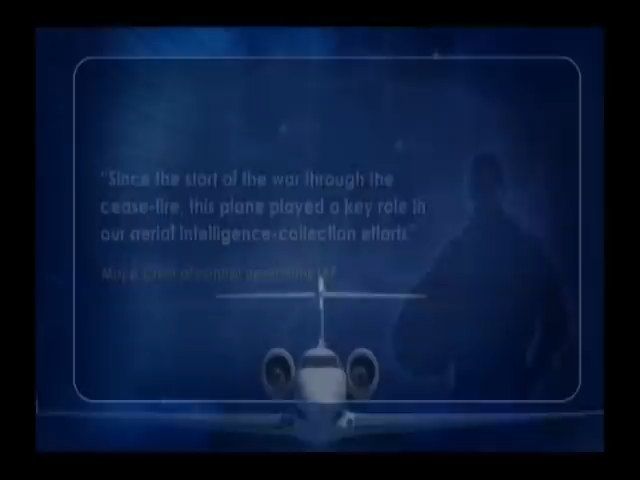 "Since the start of the war through the
cease-fire, this plane played a key role in
our aerial intelligence-collection efforts"